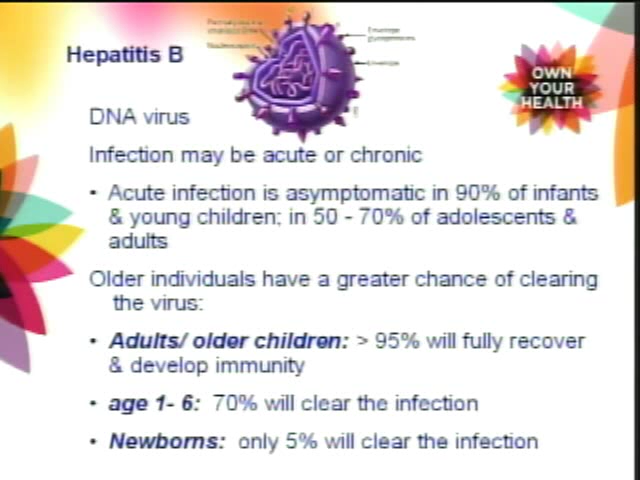 Hepatitis B
Envelope
Envelope
OWN
YOUR
HEALTH
DNA virus
Infection may be acute or chronic
• Acute infection is asymptomatic in 90% of infants
& young children; in 50 - 70% of adolescents &
adults
Older individuals have a greater chance of clearing
the virus:
• Adults/ older children: > 95% will fully recover
& develop immunity
• age 1- 6: 70% will clear the infection
• Newborns: only 5% will clear the infection